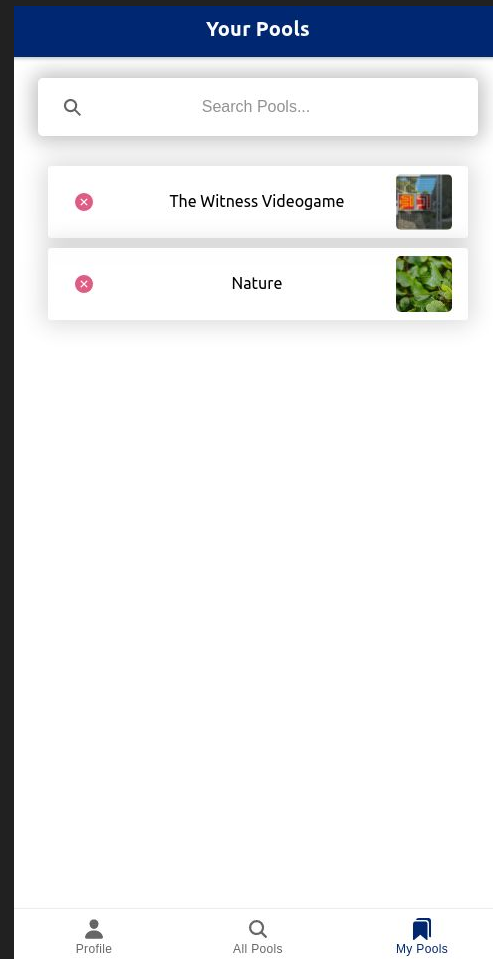 Your Pools
Search Pools...
The Witness Videogame
Nature
Profile
All Pools
My Pools